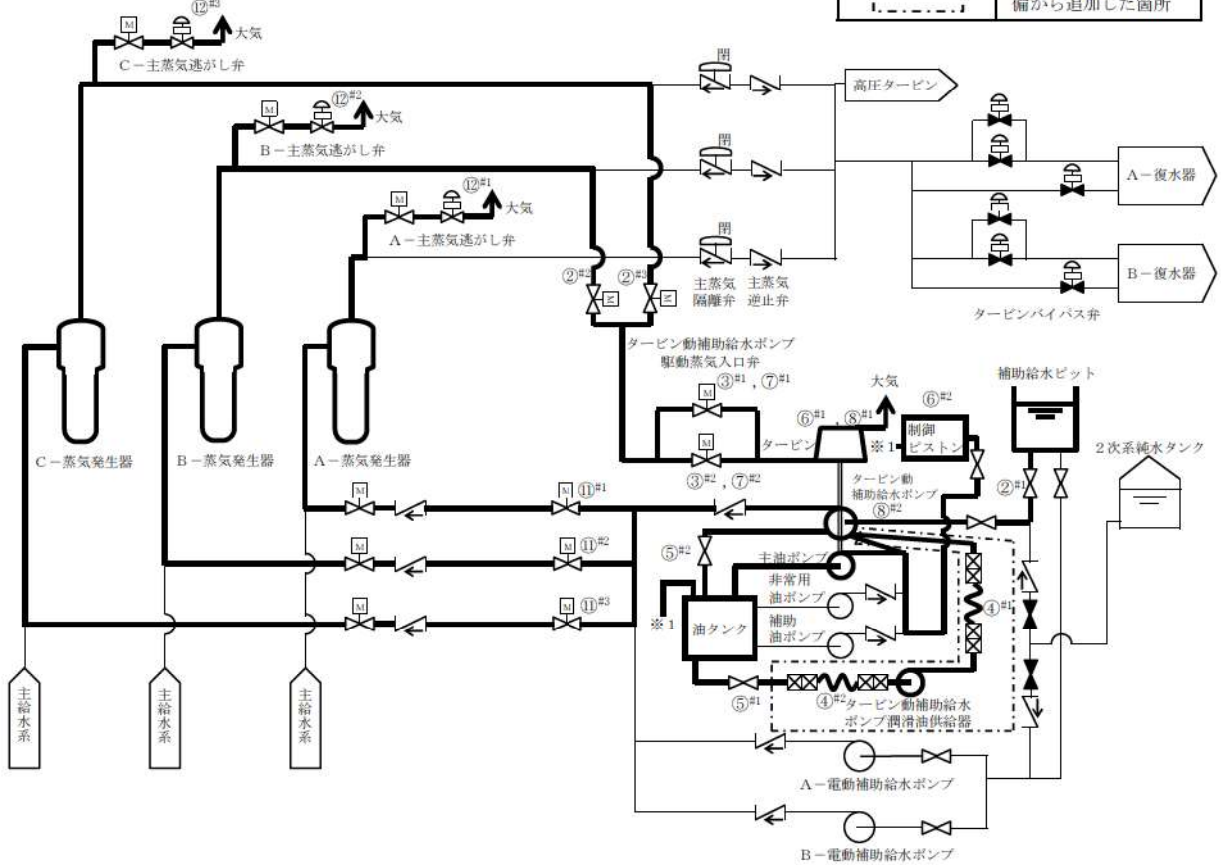 備から追加した箇所
⑫#3
M
大気
C－主蒸気逃がし弁
閉
高圧タービン
⑫#2
M
大気
B－主蒸気逃がし弁
閉
A－復水器
⑫#1
M
大気
A－主蒸気逃がし弁
閉
②#2
②#3
主蒸気
隔離弁
主蒸気
逆止弁
B－復水器
M
M
タービンバイパス弁
タービン動補助給水ポンプ
駆動蒸気入口弁
③#1，⑦#1
M
補助給水ピット
⑥#1，⑧#1
大気
⑥#2
タービン
※1
制御
ピストン
M
③#2，⑦#2
2次系純水タンク
C－蒸気発生器
B－蒸気発生器
A－蒸気発生器
タービン動
補助給水ポンプ
⑧#2
②#1
M
M
⑪#1
⑤#2
主油ポンプ
M
M
⑪#2
非常用
油ポンプ
④#1
M
M
⑪#3
※1
油タンク
補助
油ポンプ
⑤#1
④#2
タービン動補助給水
ポンプ潤滑油供給器
主給水系
主給水系
主給水系
A－電動補助給水ポンプ
B－電動補助給水ポンプ